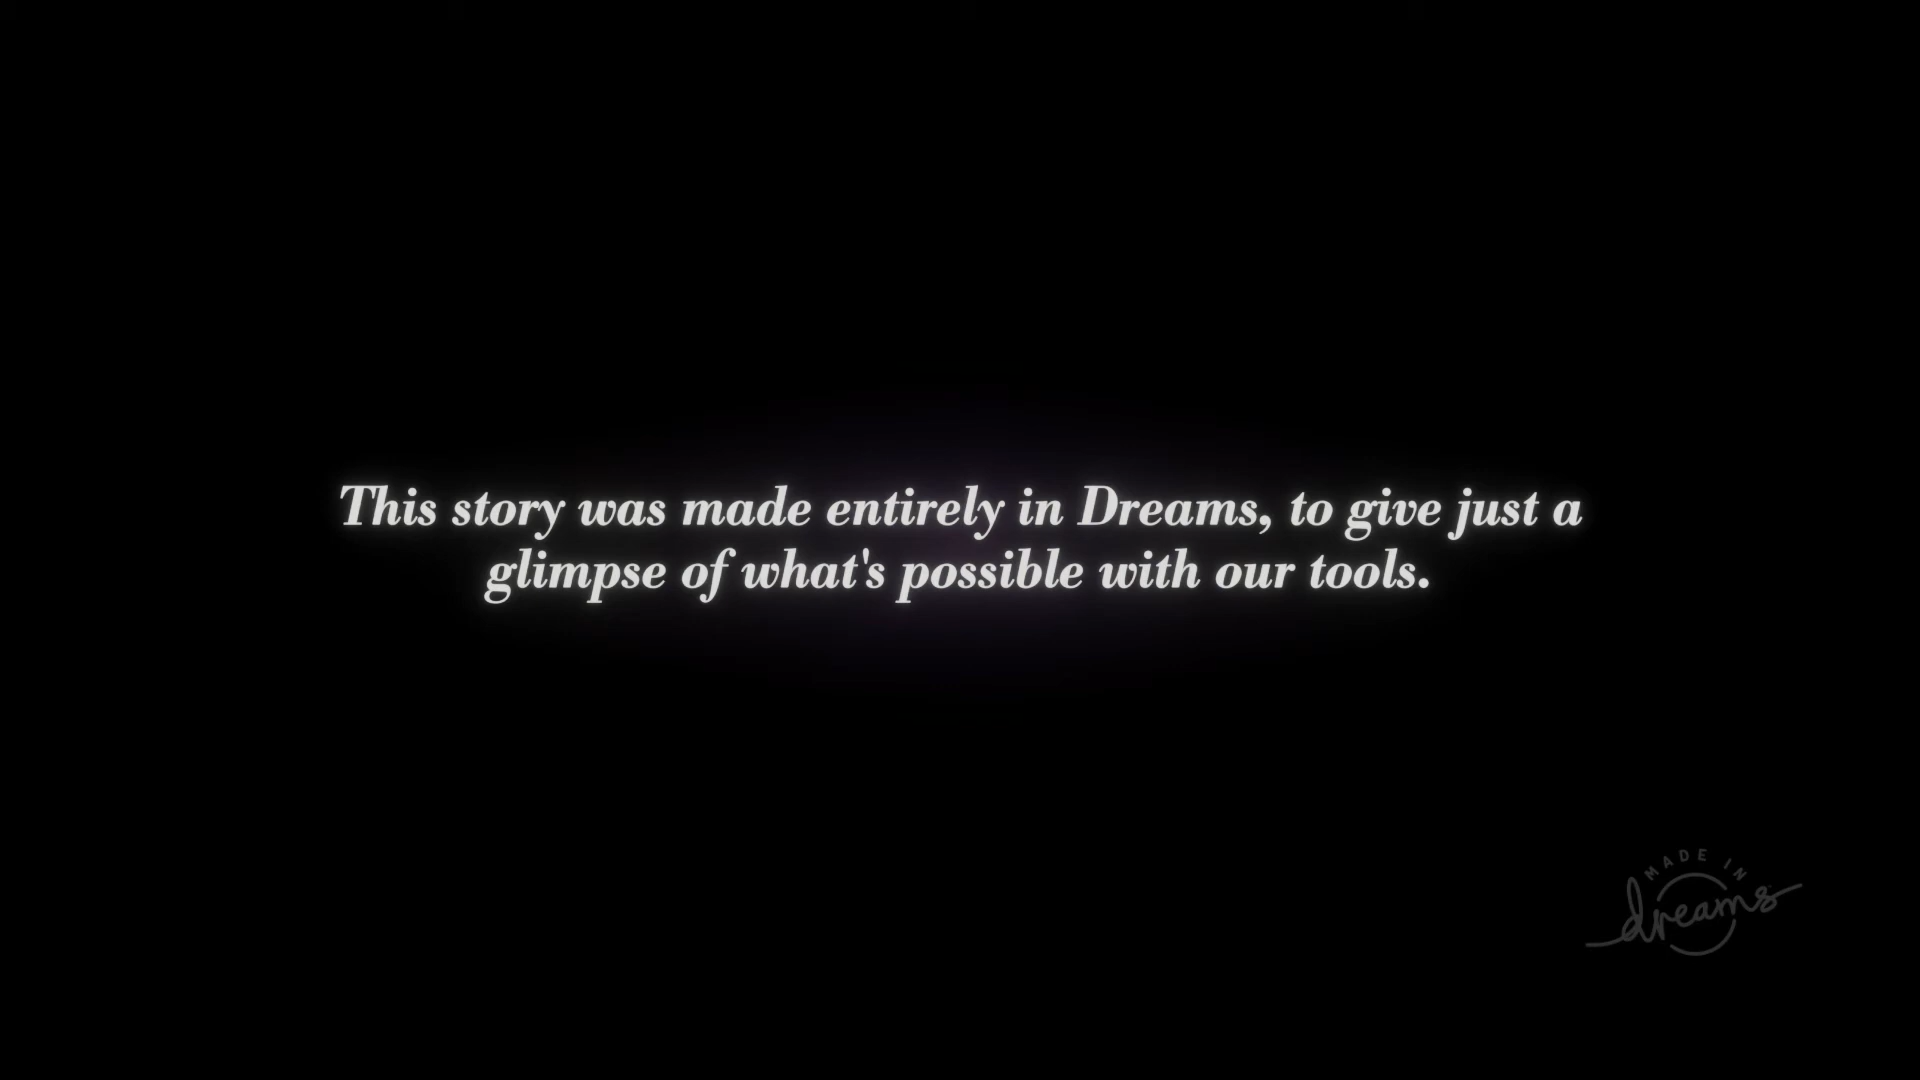 This story was made entirely in Dreams, to give just a
glimpse of what's possible with our tools.
MADE IN
dreams